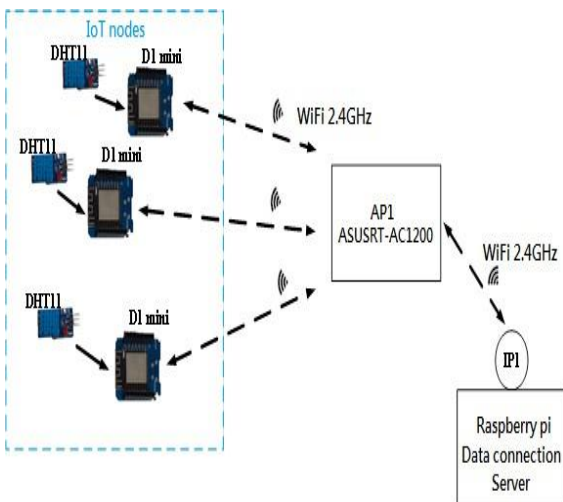 IoT nodes
DHT11
D1 mini
WiFi 2.4GHz
DHT11
D1 mini
AP1
ASUSRT-AC1200
WiFi 2.4GHz
DHT11
D1 mini
IP1
Raspberry pi
Data connection
Server